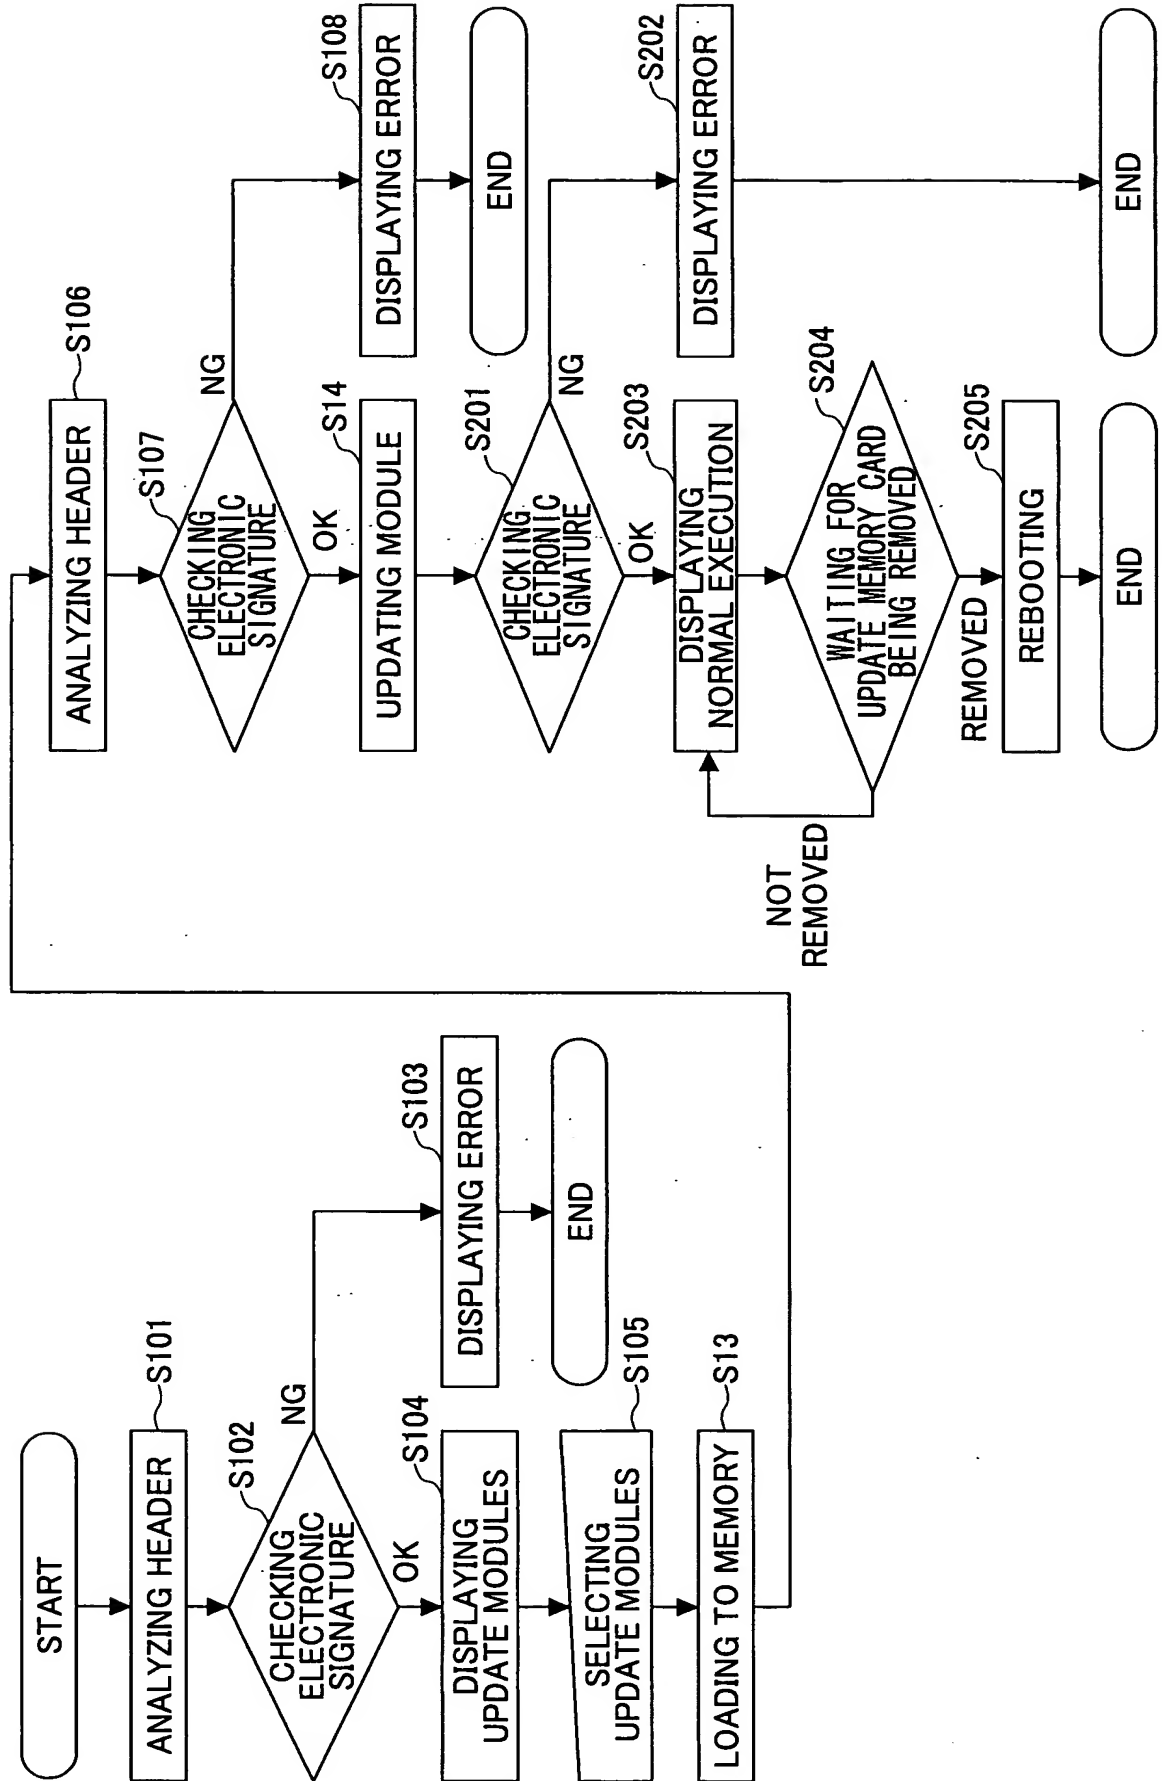 START
ANALYZING HEADER
S101
CHECKING
ELECTRONIC
SIGNATURE
S102
NG
OK
DISPLAYING ERROR
S103
END
DISPLAYING
UPDATE MODULES
S104
SELECTING
UPDATE MODULES
S105
LOADING TO MEMORY
S13
ANALYZING HEADER
S106
CHECKING
ELECTRONIC
SIGNATURE
S107
NG
OK
DISPLAYING ERROR
S108
END
UPDATING MODULE
S14
CHECKING
ELECTRONIC
SIGNATURE
S201
NG
OK
DISPLAYING ERROR
S202
END
DISPLAYING
NORMAL EXECUTION
S203
WAITING FOR
UPDATE MEMORY CARD
BEING REMOVED
S204
NOT
REMOVED
REMOVED
REBOOTING
S205
END